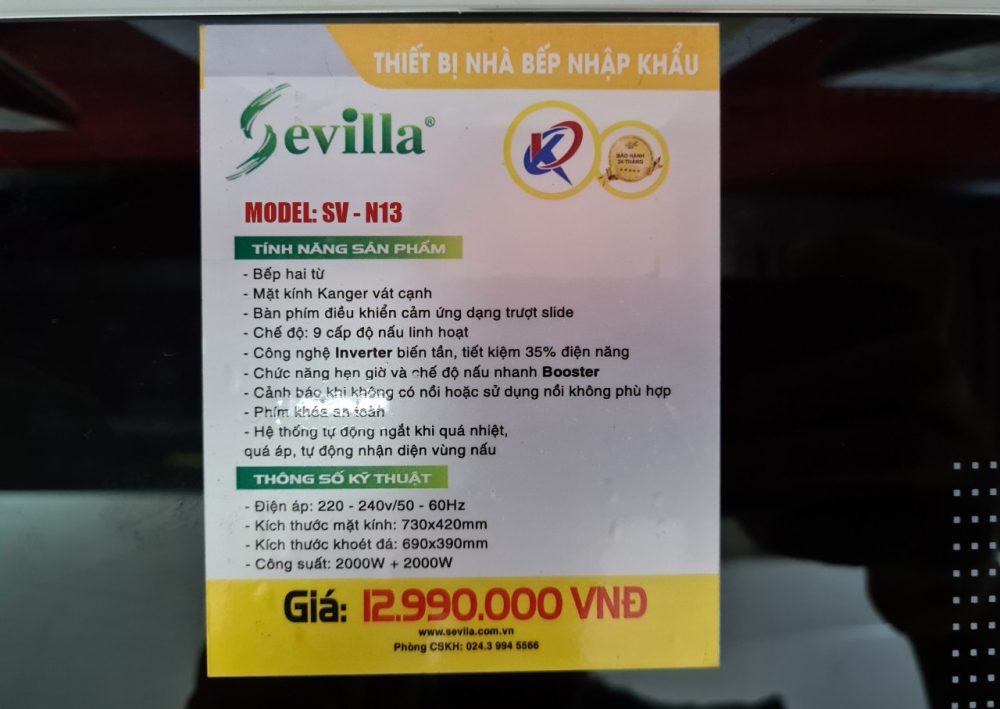 THIẾT BỊ NHÀ BẾP NHẬP KHẨU
Sevilla®
K
BẢO HÀNH
24 THÁNG
MODEL: SV - N13
TÍNH NĂNG SẢN PHẨM
- Bếp hai từ
- Mặt kính Kanger vát cạnh
- Bàn phím điều khiển cảm ứng dạng trượt slide
- Chế độ: 9 cấp độ nấu linh hoạt
- Công nghệ Inverter biến tần, tiết kiệm 35% điện năng
- Chức năng hẹn giờ và chế độ nấu nhanh Booster
- Cảnh báo khi không có nồi hoặc sử dụng nồi không phù hợp
- Phím khóa an toàn
- Hệ thống tự động ngắt khi quá nhiệt,
quá áp, tự động nhận diện vùng nấu
THÔNG SỐ KỸ THUẬT
- Điện áp: 220 - 240v/50 - 60Hz
- Kích thước mặt kính: 730x420mm
- Kích thước khoét đá: 690x390mm
- Công suất: 2000W + 2000W
Giá: 12.990.000 VNĐ
www.sevilla.com.vn
Phòng CSKH: 024.3 994 5566